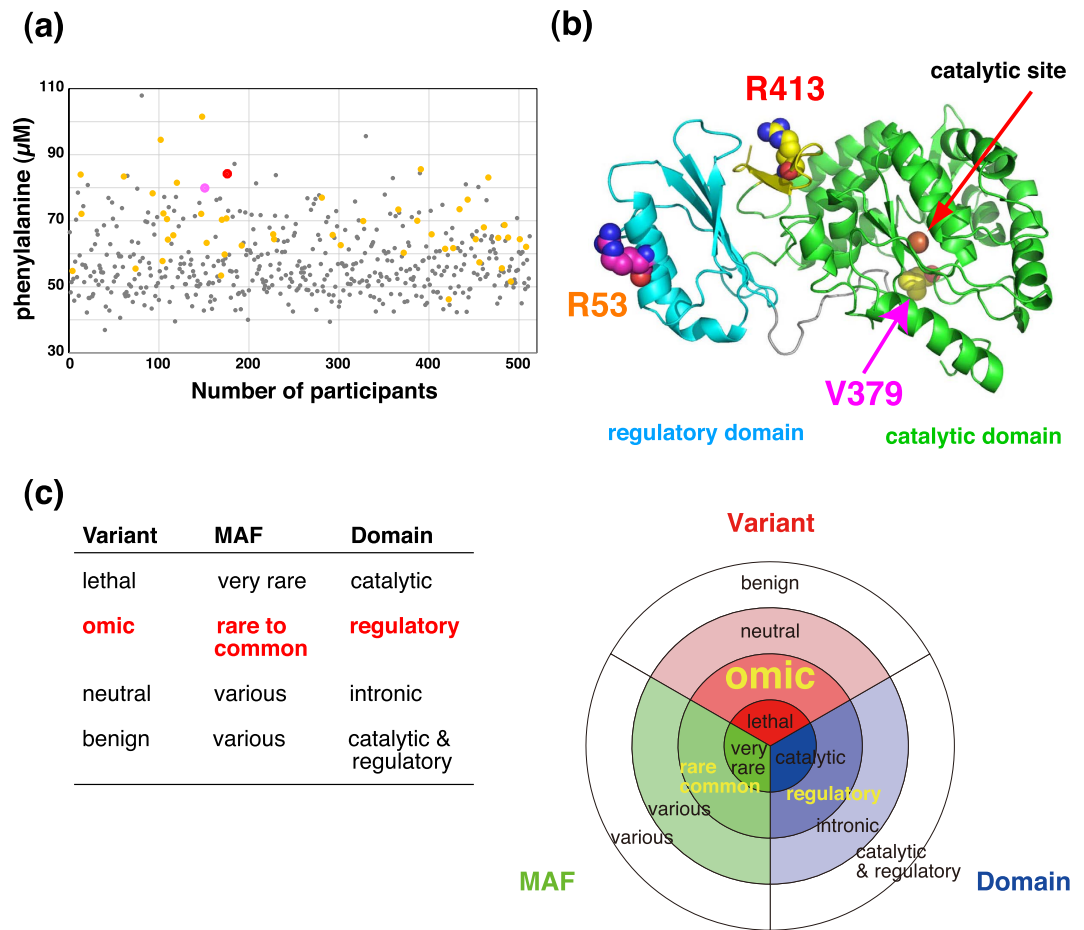 (a)
phenylalanine (µM)
110
90
70
50
30
0
100
200
300
400
500
Number of participants
(b)
R413
catalytic site
R53
V379
regulatory domain
catalytic domain
(c)
Variant MAF Domain
lethal very rare catalytic
omic rare to common regulatory
neutral various intronic
benign various catalytic & regulatory
Variant
benign
neutral
omic
lethal
very
rare
catalytic
rare
common
regulatory
various
intronic
various
catalytic
& regulatory
MAF
Domain